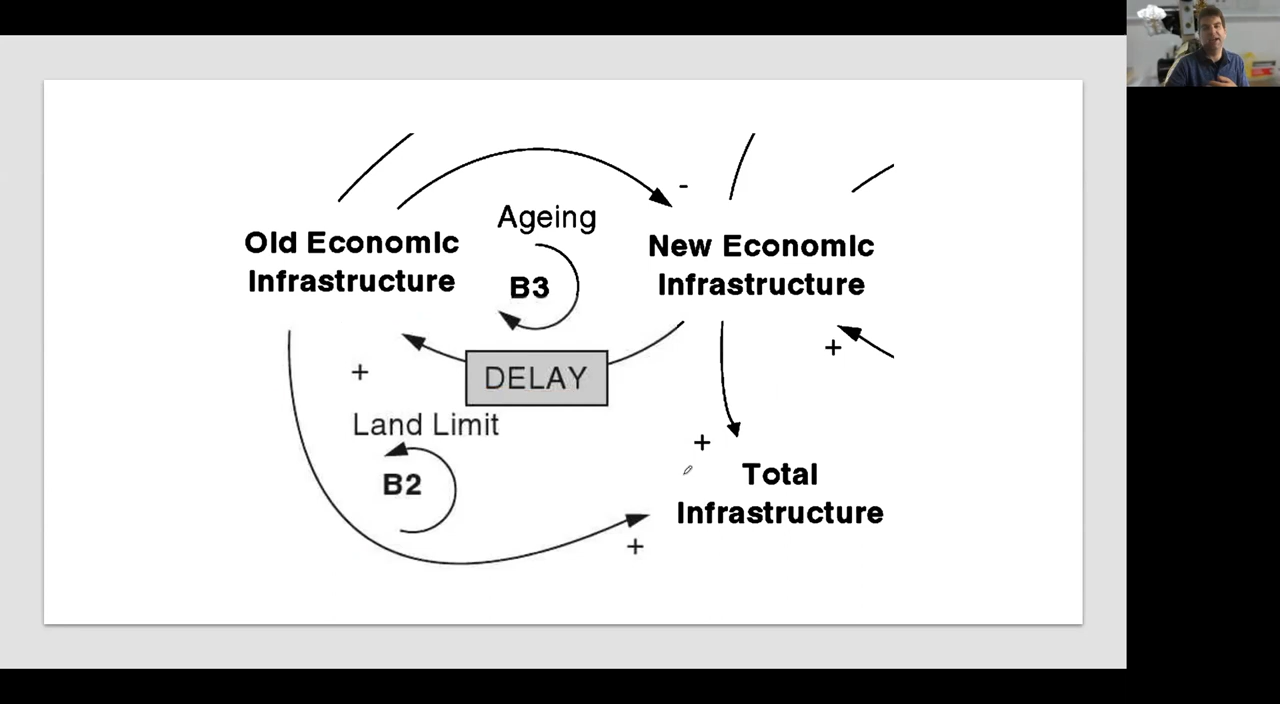 -
Ageing
Old Economic
Infrastructure
New Economic
Infrastructure
B3
+
DELAY
+
Land Limit
+
B2
Total
Infrastructure
+